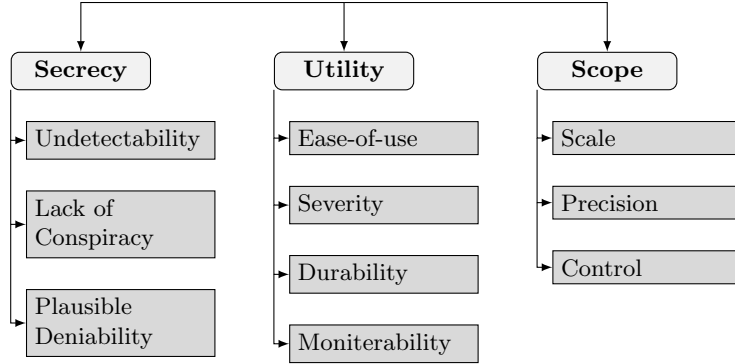 Secrecy
Undetectability
Lack of
Conspiracy
Plausible
Deniability
Utility
Ease-of-use
Severity
Durability
Moniterability
Scope
Scale
Precision
Control